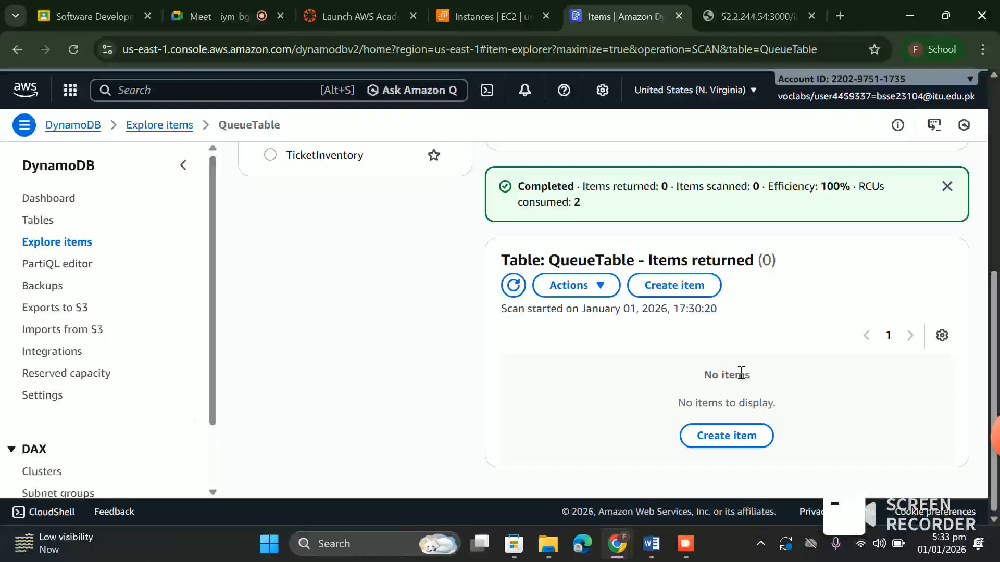 Software Develop
Meet - iym-bg
Launch AWS Acad
Instances | EC2 | us
Items | Amazon Dy
52.2.244.54:3000/i
us-east-1.console.aws.amazon.com/dynamodbv2/home?region=us-east-1#item-explorer?maximize=true&operation=SCAN&table=QueueTable
F School
aws
Search [Alt+S] Ask Amazon Q
United States (N. Virginia)
Account ID: 2202-9751-1735
voclabs/user4459337=bsse23104@itu.edu.pk
DynamoDB Explore items QueueTable
DynamoDB
Dashboard
Tables
Explore items
PartiQL editor
Backups
Exports to S3
Imports from S3
Integrations
Reserved capacity
Settings
DAX
Clusters
Subnet groups
TicketInventory
Completed · Items returned: 0 · Items scanned: 0 · Efficiency: 100% · RCUs
consumed: 2
Table: QueueTable - Items returned (0)
Actions Create item
Scan started on January 01, 2026, 17:30:20
1
No items
No items to display.
Create item
CloudShell Feedback
© 2026, Amazon Web Services, Inc. or its affiliates.
Cookie preferences
SCREEN
RECORDER
Low visibility
Now
Search
5:33 pm
01/01/2026